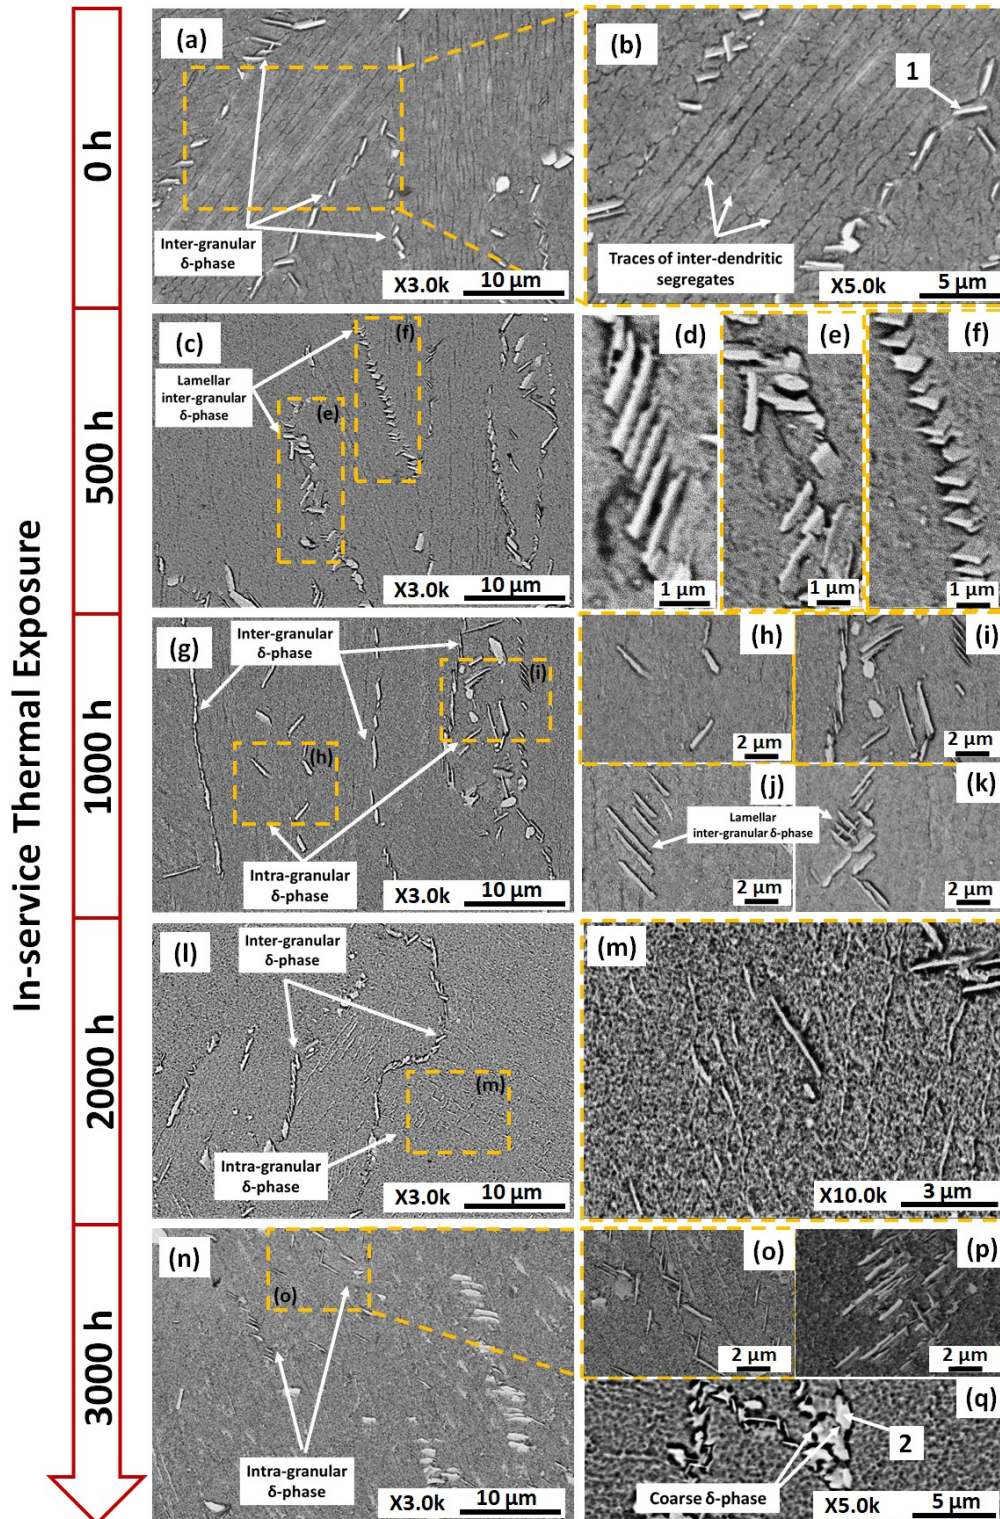 In-service Thermal Exposure
0 h
(a)
Inter-granular
δ-phase
X3.0k
10 μm
(b)
1
Traces of inter-dendritic
segregates
X5.0k
5 μm
500 h
(c)
(f)
Lamellar
inter-granular
δ-phase
(e)
X3.0k
10 μm
(d)
1 μm
(e)
1 μm
(f)
1 μm
1000 h
(g)
Inter-granular
δ-phase
(i)
(h)
Intra-granular
δ-phase
X3.0k
10 μm
(h)
2 μm
(i)
2 μm
(j)
Lamellar
inter-granular δ-phase
2 μm
(k)
2 μm
2000 h
(l)
Inter-granular
δ-phase
(m)
Intra-granular
δ-phase
X3.0k
10 μm
(m)
X10.0k
3 μm
3000 h
(n)
(o)
Intra-granular
δ-phase
X3.0k
10 μm
(o)
2 μm
(p)
2 μm
(q)
2
Coarse δ-phase
X5.0k
5 μm